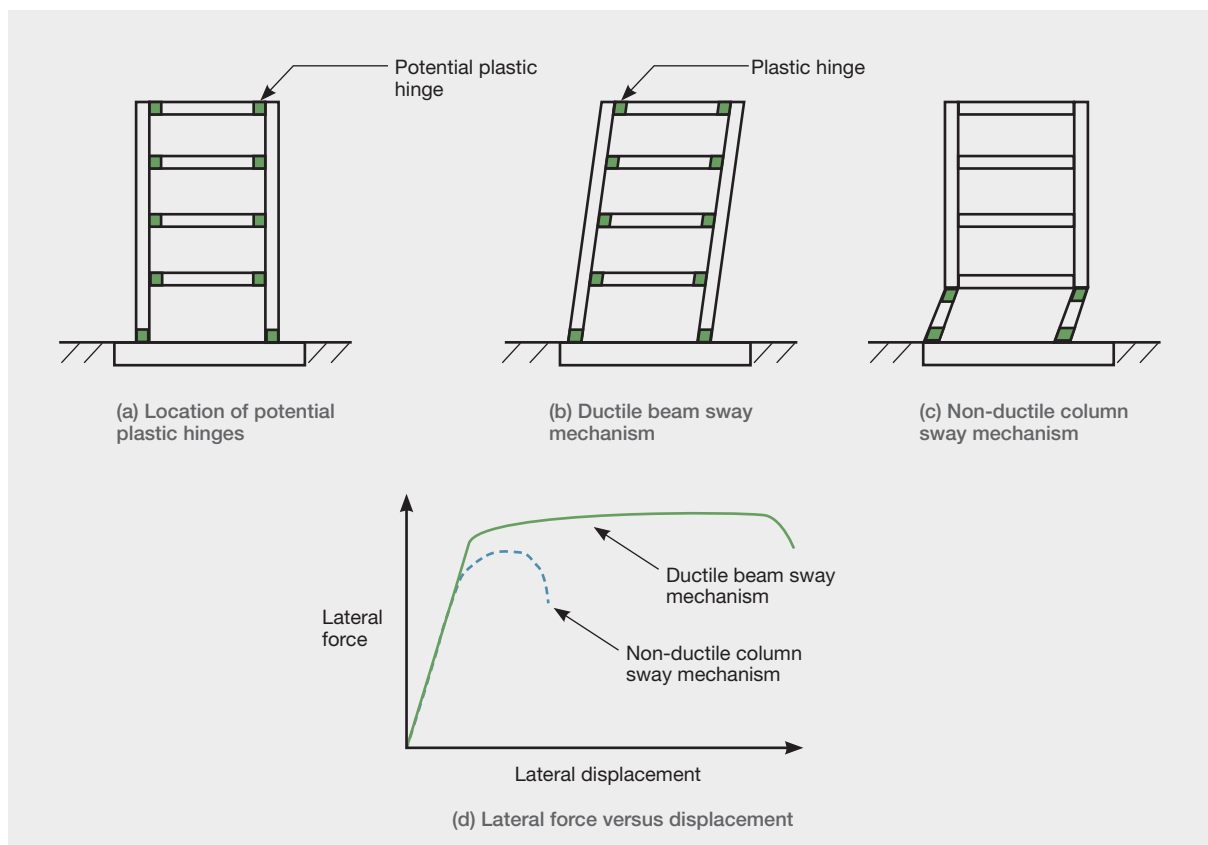 Potential plastic
hinge
Plastic hinge
(a) Location of potential
plastic hinges
(b) Ductile beam sway
mechanism
(c) Non-ductile column
sway mechanism
Lateral
force
Ductile beam sway
mechanism
Non-ductile column
sway mechanism
Lateral displacement
(d) Lateral force versus displacement